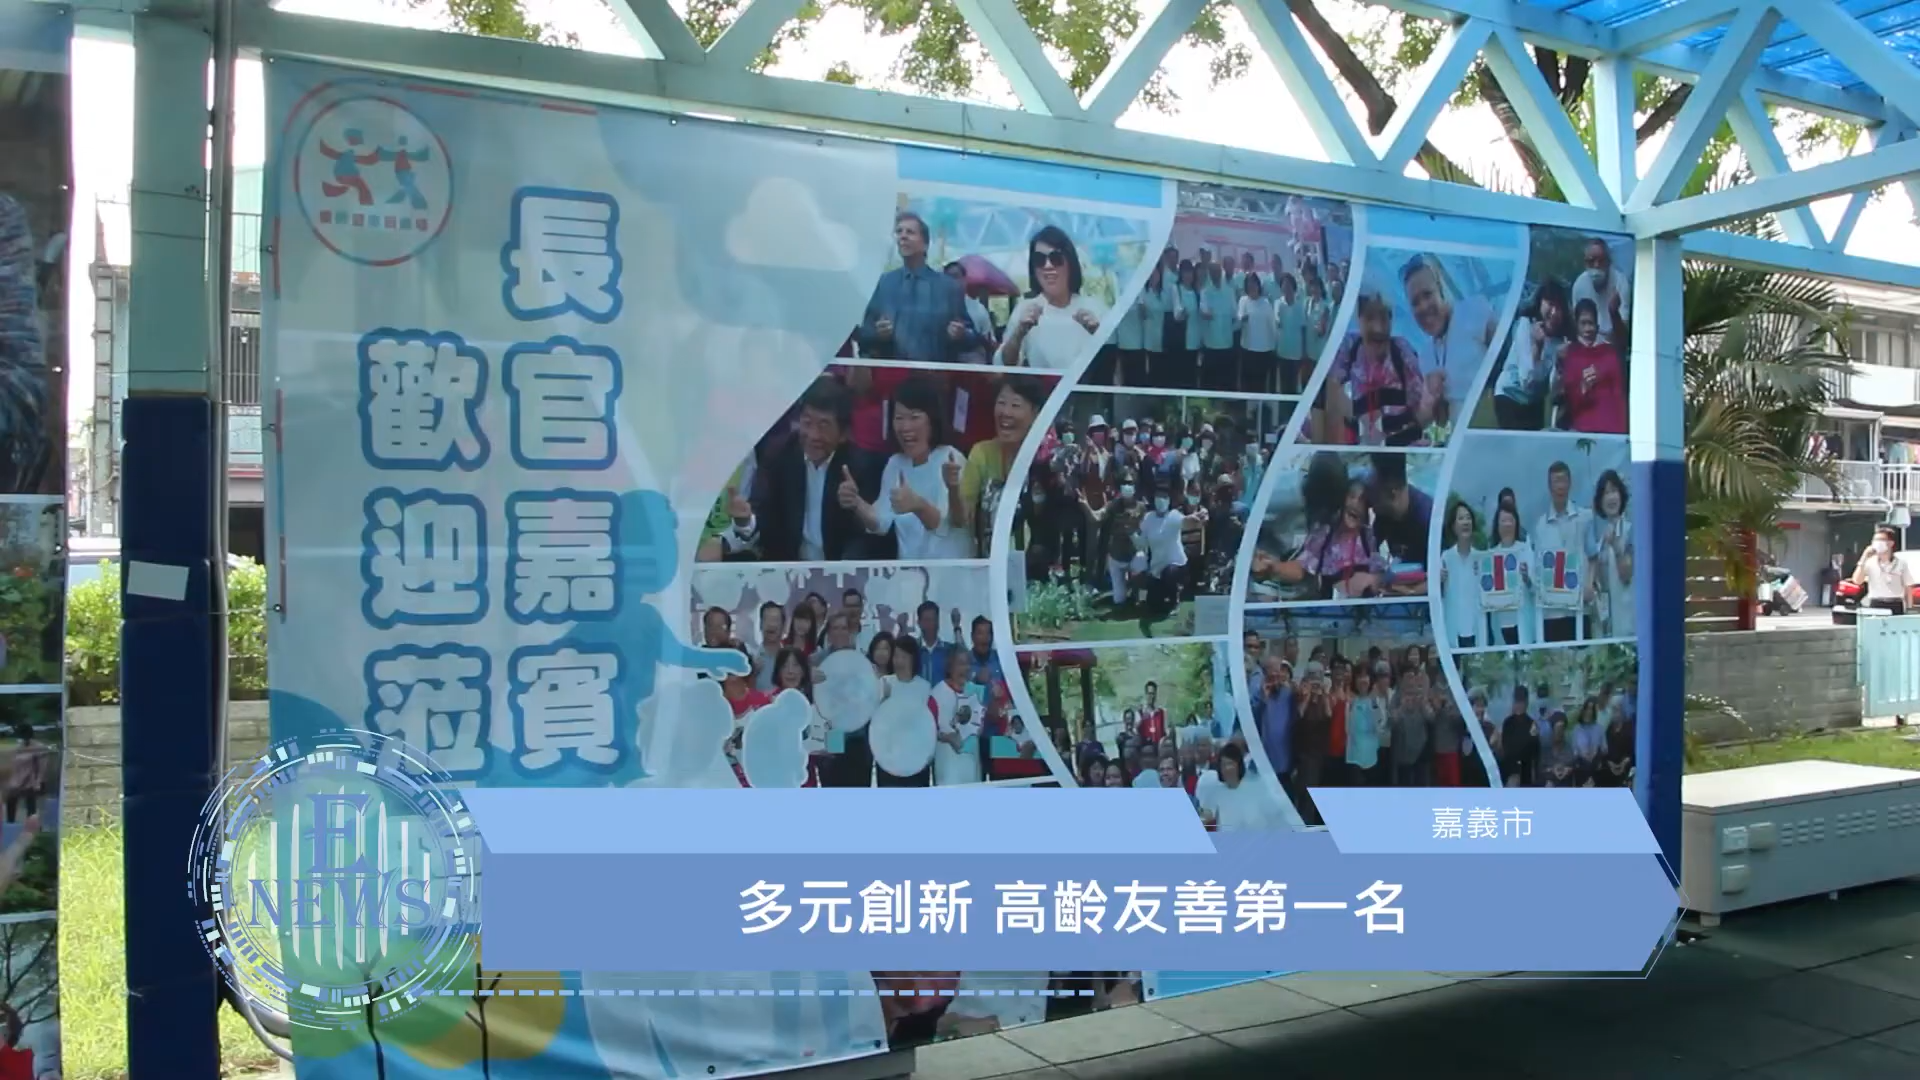 長官嘉賓
歡迎蒞
嘉義市
E
NEWS
多元創新 高齡友善第一名